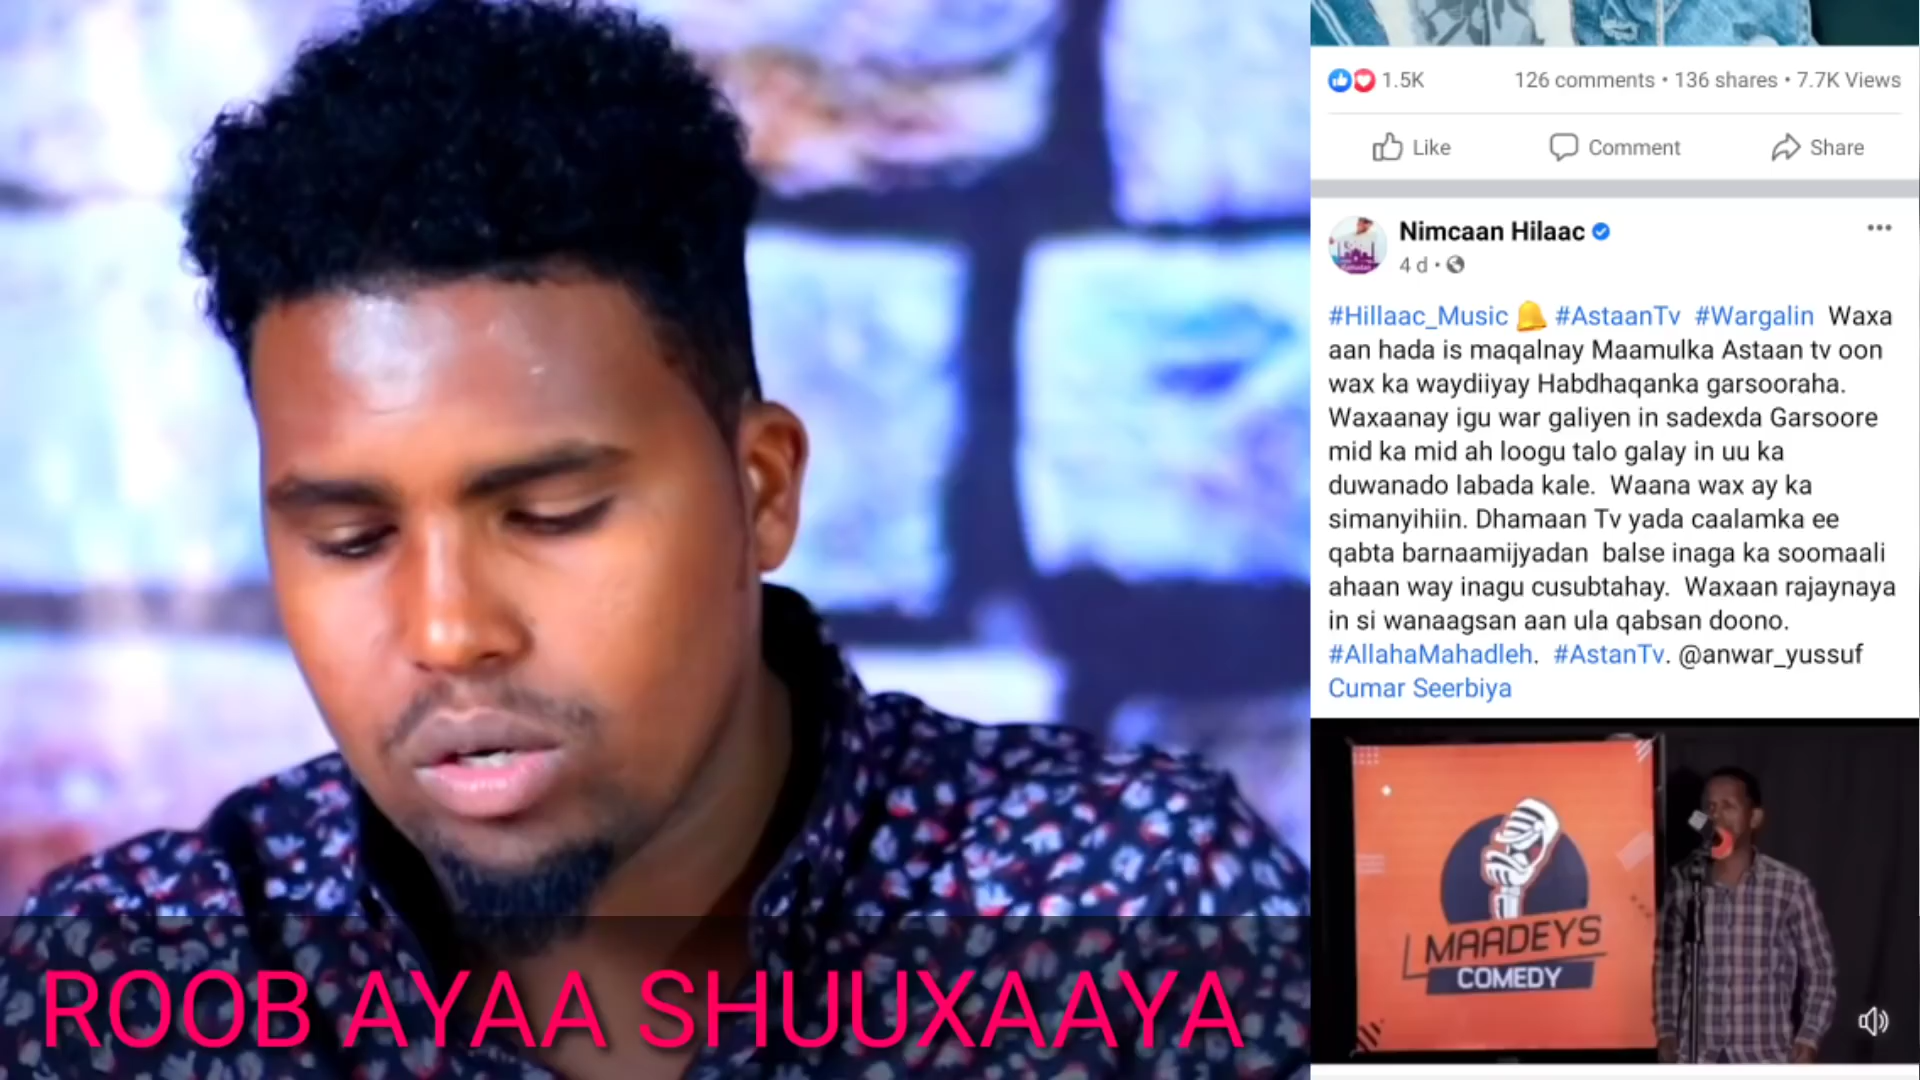 ROOB AYAA SHUUXAAYA
1.5K 126 comments • 136 shares • 7.7K Views
Like Comment Share
Nimcaan Hilaac
4 d •
#Hillaac_Music 🔔 #AstaanTv #Wargalin Waxa
aan hada is maqalnay Maamulka Astaan tv oon
wax ka waydiiyay Habdhaqanka garsooraha.
Waxaanay igu war galiyen in sadexda Garsoore
mid ka mid ah loogu talo galay in uu ka
duwanado labada kale. Waana wax ay ka
simanyihiin. Dhamaan Tv yada caalamka ee
qabta barnaamijyadan balse inaga ka soomaali
ahaan way inagu cusubtahay. Waxaan rajaynaya
in si wanaagsan aan ula qabsan doono.
#AllahaMahadleh. #AstanTv. @anwar_yussuf
Cumar Seerbiya
MAADEYS
COMEDY